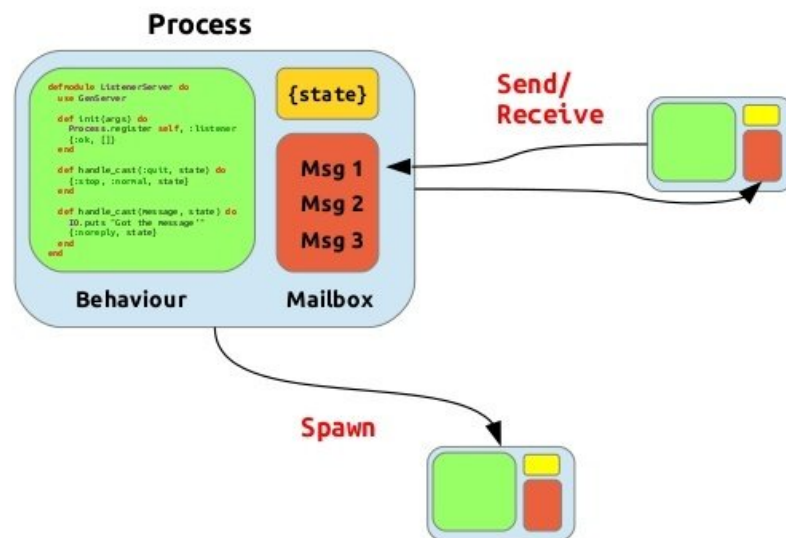 Process
defmodule ListenerServer do
use GenServer
def init(args) do
Process.register self, :listener
{:ok, []}
end
def handle_cast(:quit, state) do
{:stop, :normal, state}
end
def handle_cast(message, state) do
IO.puts "Got the message'"
{:noreply, state}
end
end
Behaviour
{state}
Msg 1
Msg 2
Msg 3
Mailbox
Send/
Receive
Spawn